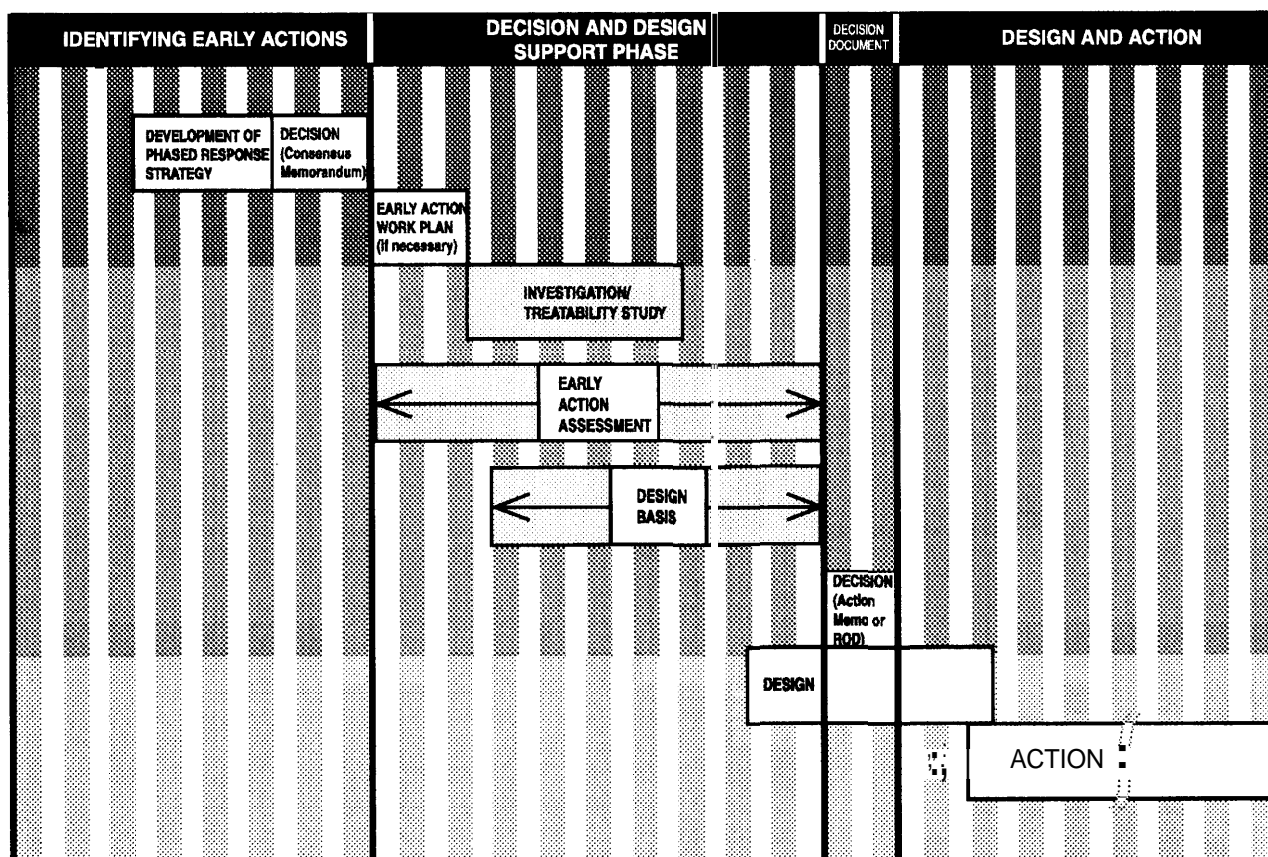 IDENTIFYING EARLY ACTIONS
DECISION AND DESIGN
SUPPORT PHASE
DECISION
DOCUMENT
DESIGN AND ACTION
DEVELOPMENT OF
PHASED RESPONSE
STRATEGY
DECISION
(Consensus
Memorandum)
EARLY ACTION
WORK PLAN
(if necessary)
INVESTIGATION/
TREATABILITY STUDY
EARLY
ACTION
ASSESSMENT
DESIGN
BASIS
DECISION
(Action
Memo or
ROD)
DESIGN
ACTION